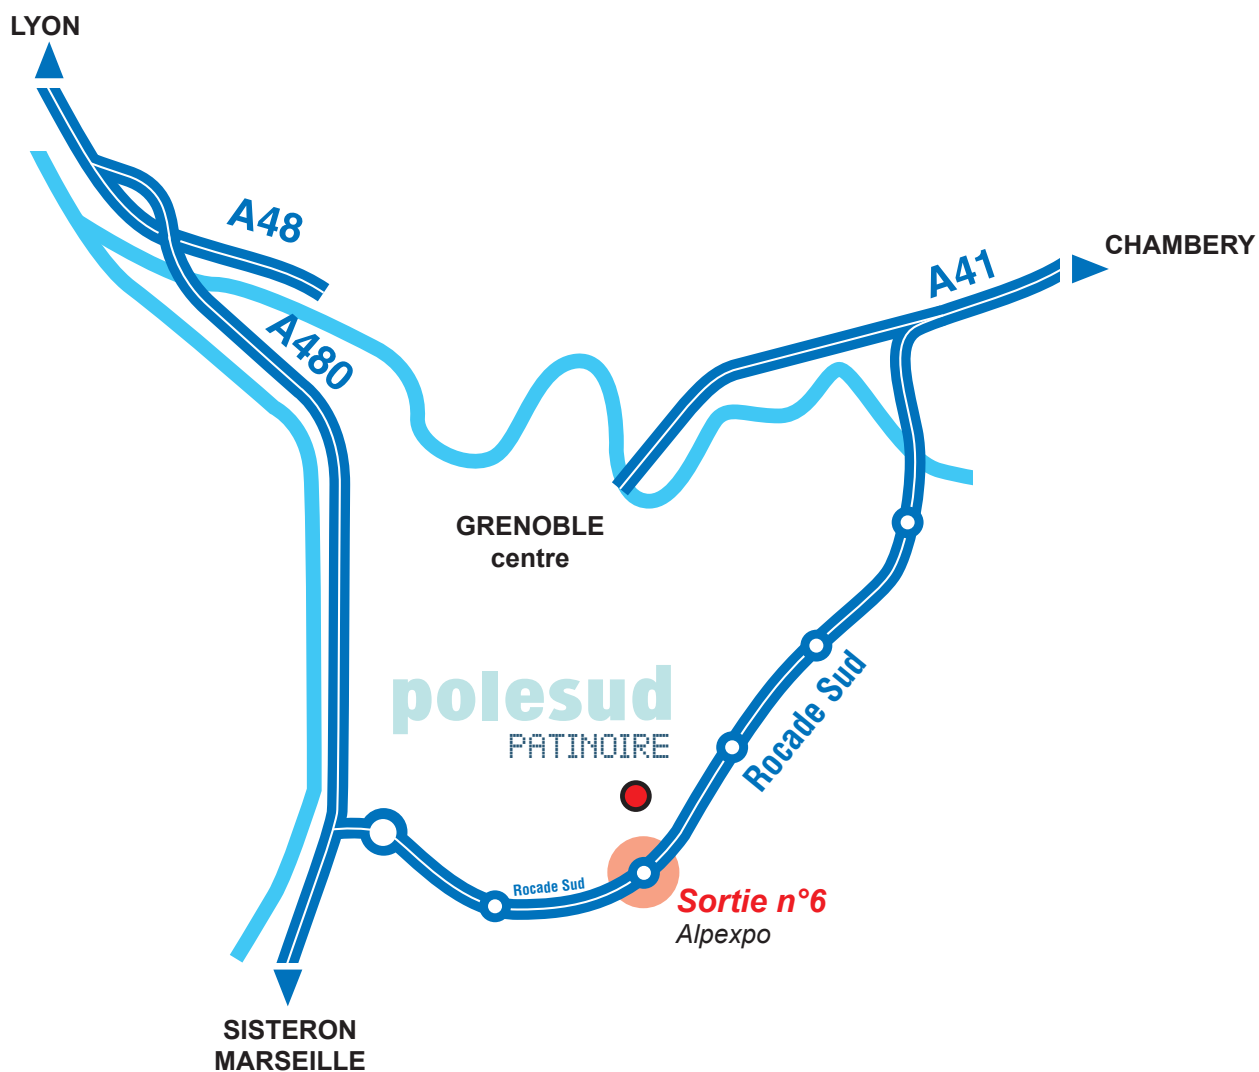 LYON
A48
CHAMBERY
A41
A480
GRENOBLE
centre
polesud
PATINOIRE
Rocade Sud
Rocade Sud
Sortie n°6
Alpexpo
SISTERON
MARSEILLE